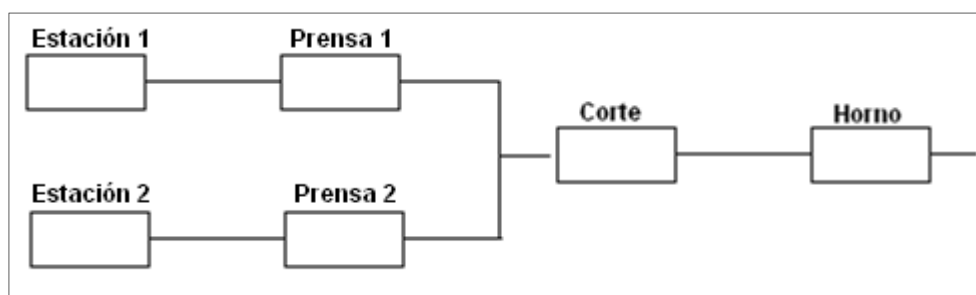 Estación 1
Prensa 1
Corte
Horno
Estación 2
Prensa 2